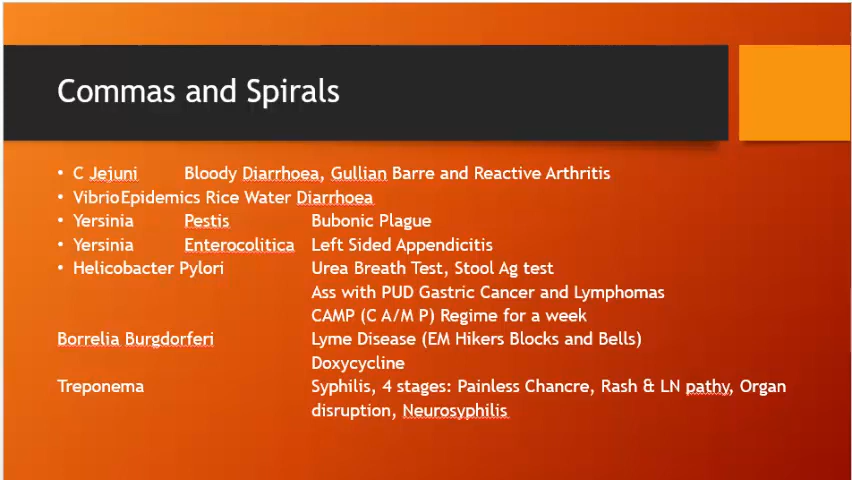 Commas and Spirals
• C Jejuni Bloody Diarrhoea, Gullian Barre and Reactive Arthritis
• Vibrio Epidemics Rice Water Diarrhoea
• Yersinia Pestis Bubonic Plague
• Yersinia Enterocolitica Left Sided Appendicitis
• Helicobacter Pylori Urea Breath Test, Stool Ag test
Ass with PUD Gastric Cancer and Lymphomas
CAMP (C A/M P) Regime for a week
Borrelia Burgdorferi Lyme Disease (EM Hikers Blocks and Bells)
Doxycycline
Treponema Syphilis, 4 stages: Painless Chancre, Rash & LN pathy, Organ
disruption, Neurosyphilis